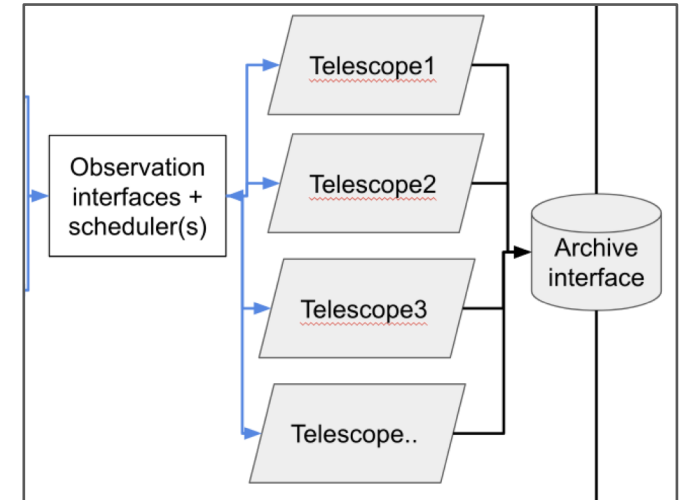 Observation
interfaces +
scheduler(s)
Telescope1
Telescope2
Telescope3
Telescope..
Archive
interface